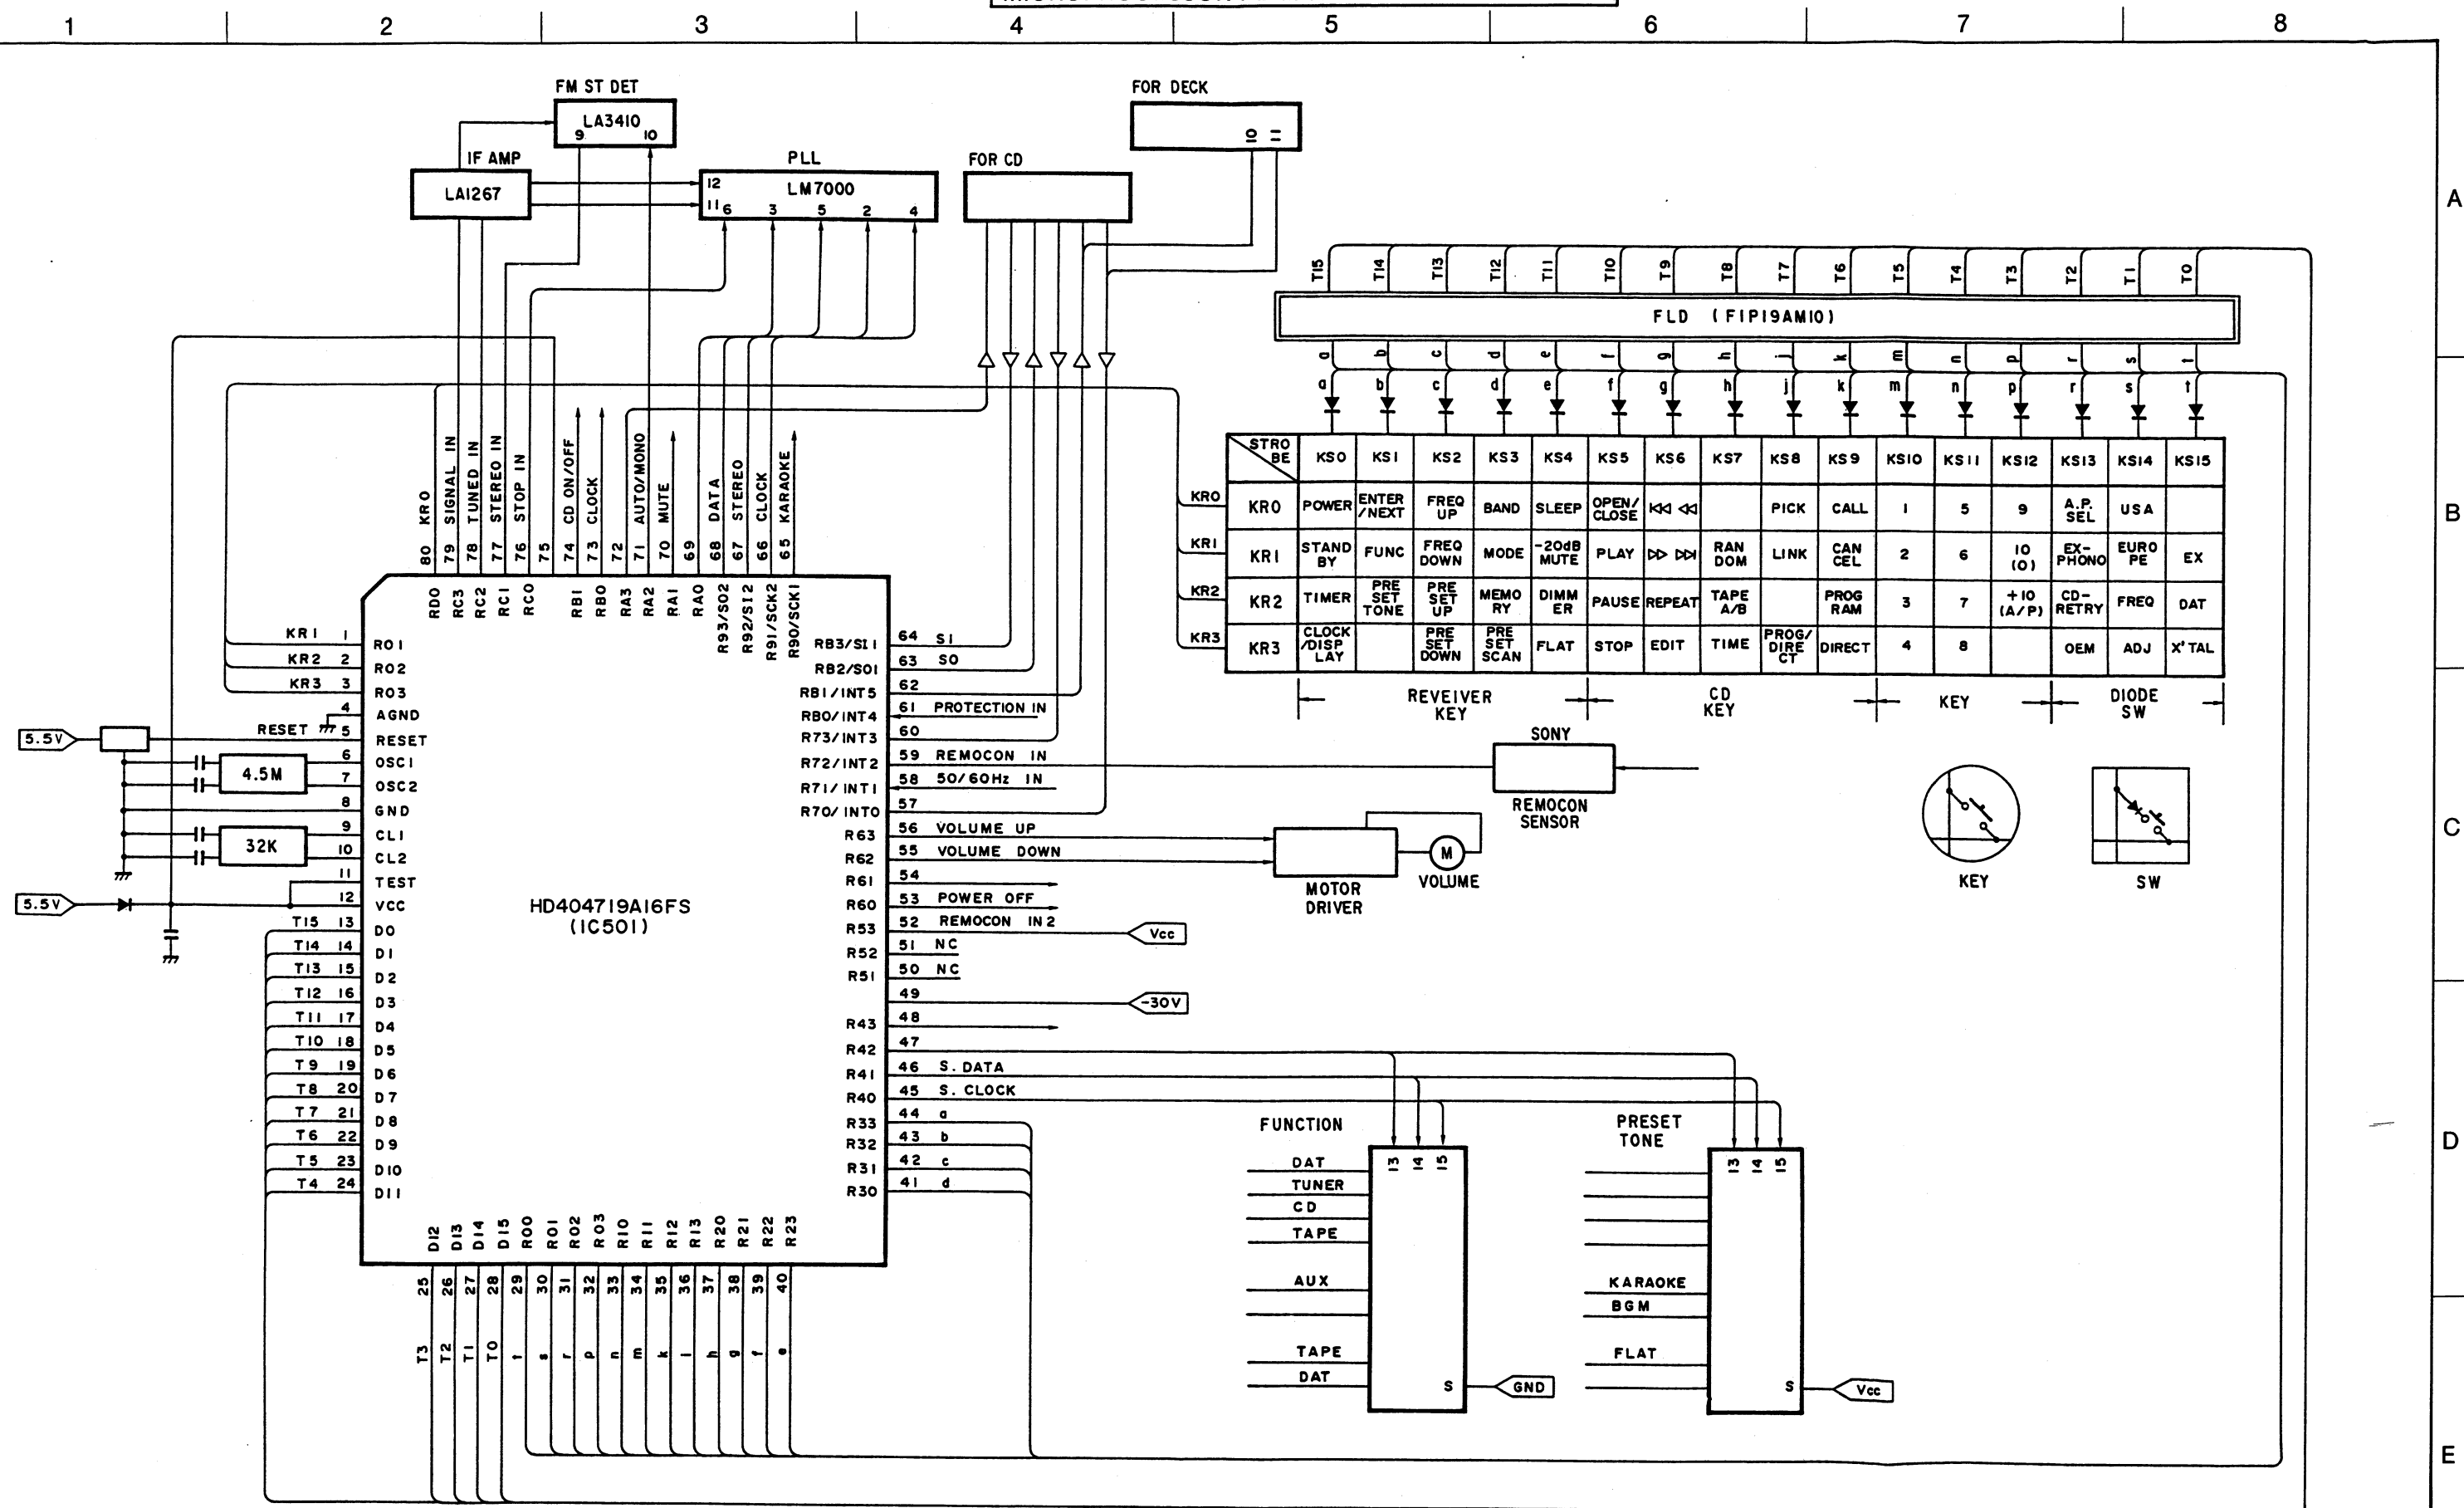 1 2 3 4 5 6 7 8
FM ST DET
LA3410
9 10
FOR DECK
10 11
IF AMP
LA1267
PLL
LM7000
12
11 6 3 5 2 4
FOR CD
A
T15 T14 T13 T12 T11 T10 T9 T8 T7 T6 T5 T4 T3 T2 T1 T0
FLD (FIP19AM10)
a b c d e f g h j k m n p r s t
a b c d e f g h j k m n p r s t
STROBE KS0 KS1 KS2 KS3 KS4 KS5 KS6 KS7 KS8 KS9 KS10 KS11 KS12 KS13 KS14 KS15
KR0 KR0 POWER ENTER/NEXT FREQ UP BAND SLEEP OPEN/CLOSE PICK CALL 1 5 9 A.P. SEL USA
B
KR1 KR1 STAND BY FUNC FREQ DOWN MODE -20dB MUTE PLAY RAN DOM LINK CAN CEL 2 6 10 (0) EX-PHONO EURO PE EX
KR2 KR2 TIMER PRE SET TONE PRE SET UP MEMO RY DIMM ER PAUSE REPEAT TAPE A/B PROG RAM 3 7 +10 (A/P) CD-RETRY FREQ DAT
KR3 KR3 CLOCK /DISP LAY PRE SET DOWN PRE SET SCAN FLAT STOP EDIT TIME PROG/ DIRE CT DIRECT 4 8 OEM ADJ X'TAL
REVEIVER KEY
CD KEY
KEY
DIODE SW
80 KR0
79 SIGNAL IN
78 TUNED IN
77 STEREO IN
76 STOP IN
75
74 CD ON/OFF
73 CLOCK
72
71 AUTO/MONO
70 MUTE
69
68 DATA
67 STEREO
66 CLOCK
65 KARAOKE
RD0 RC3 RC2 RC1 RC0 RB1 RB0 RA3 RA2 RA1 RA0 R93/SO2 R92/SI2 R91/SCK2 R90/SCK1
KR1 1 RO1
KR2 2 RO2
KR3 3 RO3
4 AGND
5.5V
RESET 5 RESET
6 OSC1
4.5M
7 OSC2
8 GND
9 CL1
32K
10 CL2
11 TEST
5.5V
12 VCC
T15 13 D0
T14 14 D1
T13 15 D2
T12 16 D3
T11 17 D4
T10 18 D5
T9 19 D6
T8 20 D7
T7 21 D8
T6 22 D9
T5 23 D10
T4 24 D11
HD404719A16FS
(IC501)
RB3/SI1 64 SI
RB2/SO1 63 SO
RB1/INT5 62
RB0/INT4 61 PROTECTION IN
R73/INT3 60
R72/INT2 59 REMOCON IN
R71/INT1 58 50/60Hz IN
R70/INT0 57
R63 56 VOLUME UP
R62 55 VOLUME DOWN
R61 54
R60 53 POWER OFF
R53 52 REMOCON IN2
Vcc
R52 51 NC
R51 50 NC
49
-30V
R43 48
R42 47
R41 46 S. DATA
R40 45 S. CLOCK
R33 44 a
R32 43 b
R31 42 c
R30 41 d
SONY
REMOCON
SENSOR
MOTOR
DRIVER
M
VOLUME
KEY
SW
C
D12 D13 D14 D15 R00 R01 R02 R03 R10 R11 R12 R13 R20 R21 R22 R23
25 26 27 28 29 30 31 32 33 34 35 36 37 38 39 40
T3 T2 T1 T0 t s r p n m k j h g f e
FUNCTION
13 14 15
DAT
TUNER
CD
TAPE
AUX
TAPE
DAT
S
GND
PRESET
TONE
13 14 15
KARAOKE
BGM
FLAT
S
Vcc
D
E